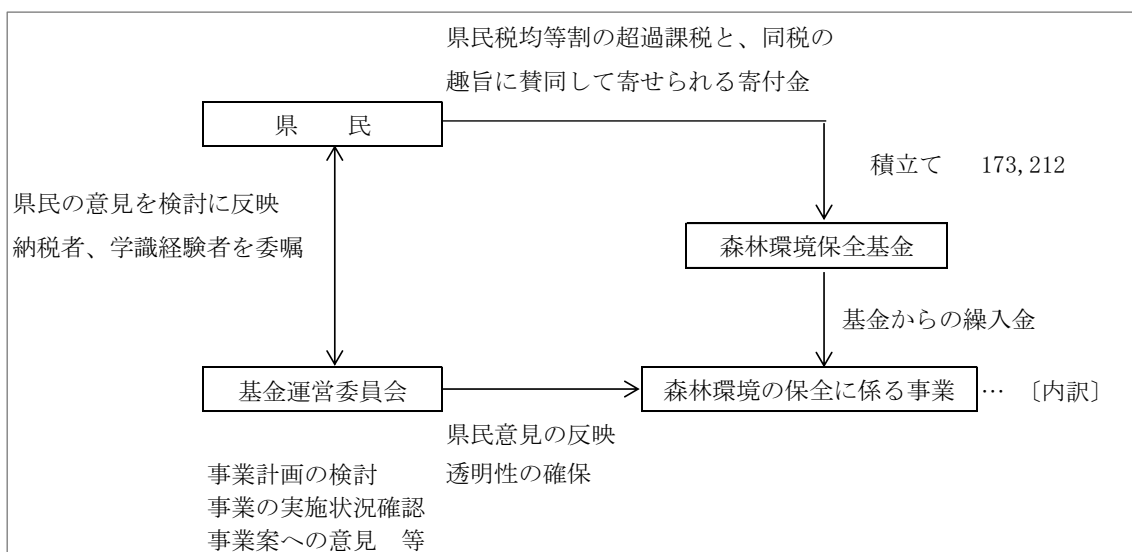 県民税均等割の超過課税と、同税の
趣旨に賛同して寄せられる寄付金
県　　民
積立て　　173,212
県民の意見を検討に反映
納税者、学識経験者を委嘱
森林環境保全基金
基金からの繰入金
基金運営委員会
森林環境の保全に係る事業
… 〔内訳〕
県民意見の反映
透明性の確保
事業計画の検討
事業の実施状況確認
事業案への意見　等